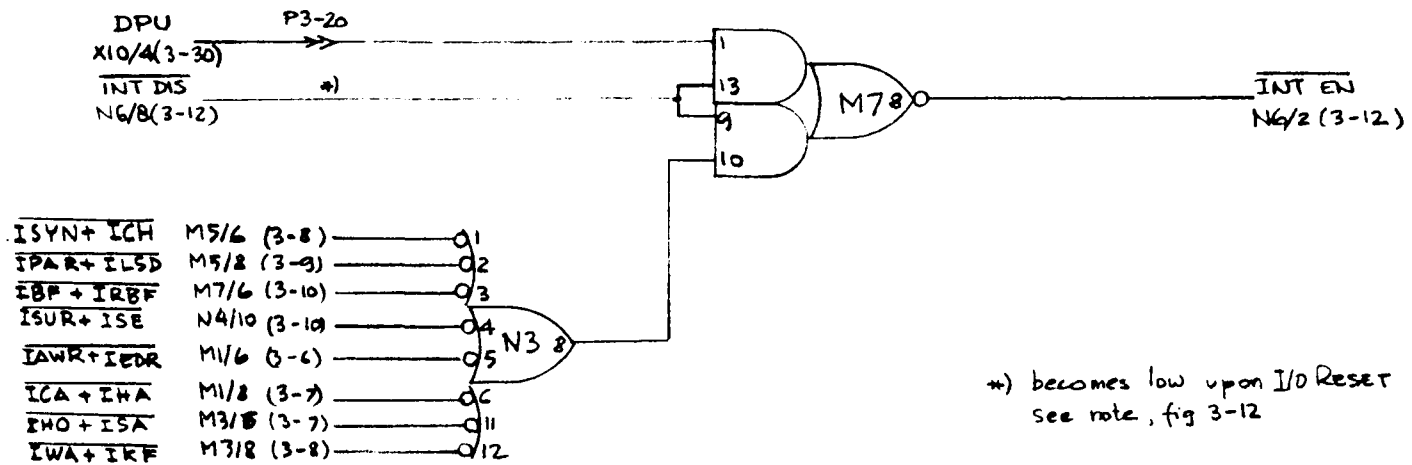 DPU P3-20
X10/4(3-30)
INT DIS *)
N6/8(3-12)
1
13
9
10
M7 8
INT EN
N6/2 (3-12)
ISYN+ ICH M5/6 (3-8) 1
IPAR+ ILSD M5/8 (3-9) 2
IBF + IRBF M7/6 (3-10) 3
ISUR+ ISE N4/10 (3-10) 4
N3 8
IAWR+IEDR M1/6 (3-6) 5
ICA + IHA M1/8 (3-7) 6
IHO + ISA (3-7) 11
IWA+ IKF M3/8 (3-8) 12
*) becomes low upon I/O RESET
see note, fig 3-12